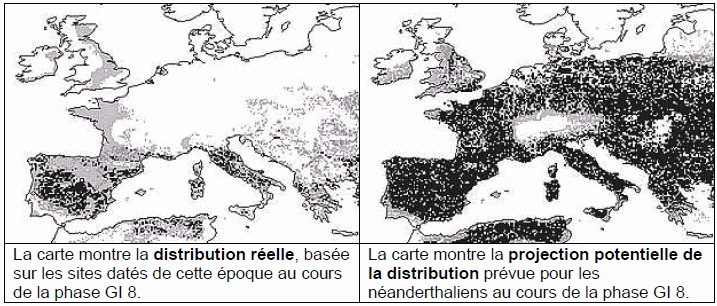 La carte montre la distribution réelle, basée
sur les sites datés de cette époque au cours
de la phase GI 8.
La carte montre la projection potentielle de
la distribution prévue pour les
néanderthaliens au cours de la phase GI 8.